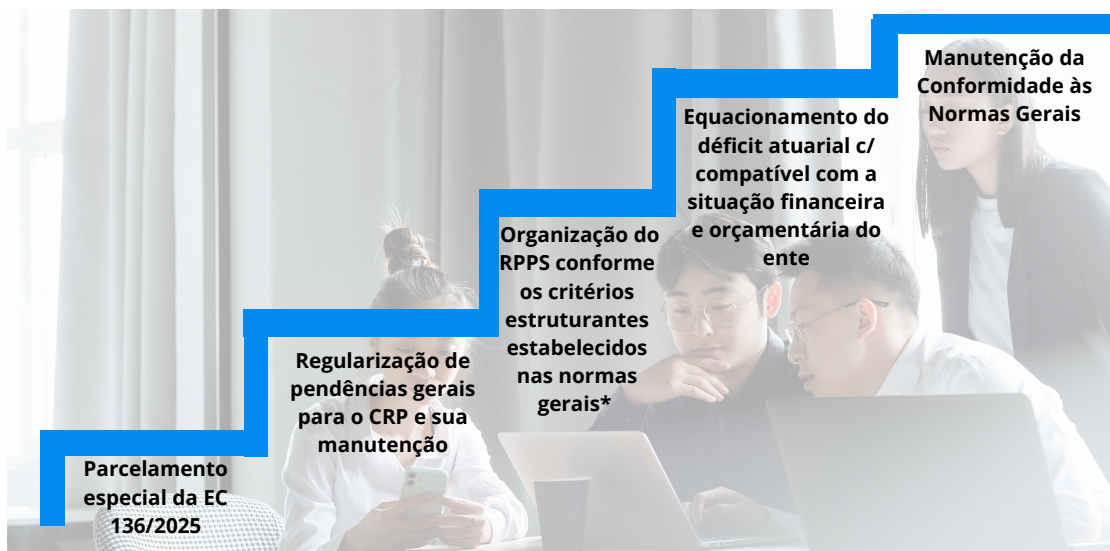 Parcelamento
especial da EC
136/2025
Regularização de
pendências gerais
para o CRP e sua
manutenção
Organização do
RPPS conforme
os critérios
estruturantes
estabelecidos
nas normas
gerais*
Equacionamento do
déficit atuarial c/
compatível com a
situação financeira
e orçamentária do
ente
Manutenção da
Conformidade às
Normas Gerais